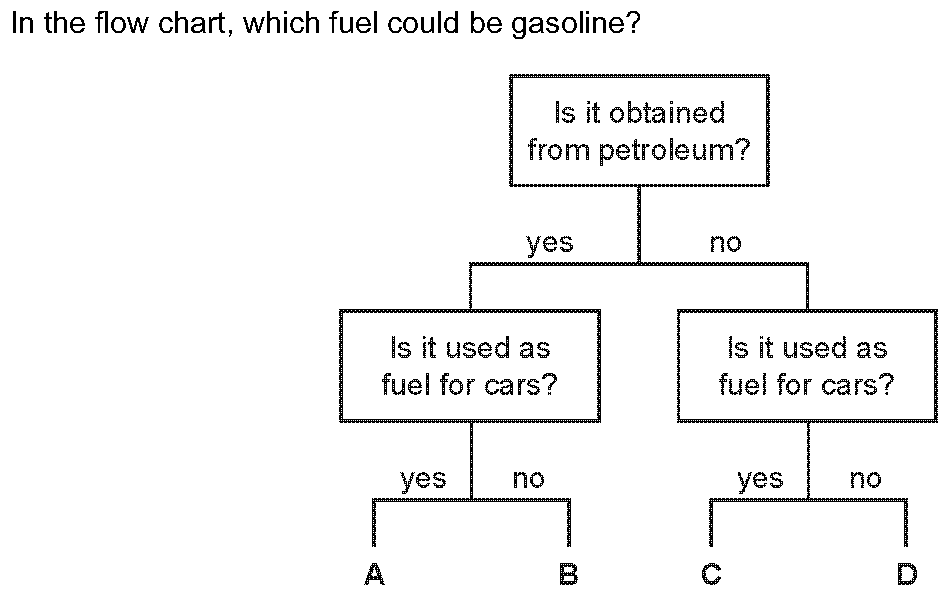 In the flow chart, which fuel could be gasoline?
Is it obtained
from petroleum?
yes
no
Is it used as
fuel for cars?
Is it used as
fuel for cars?
yes
no
yes
no
A
B
C
D